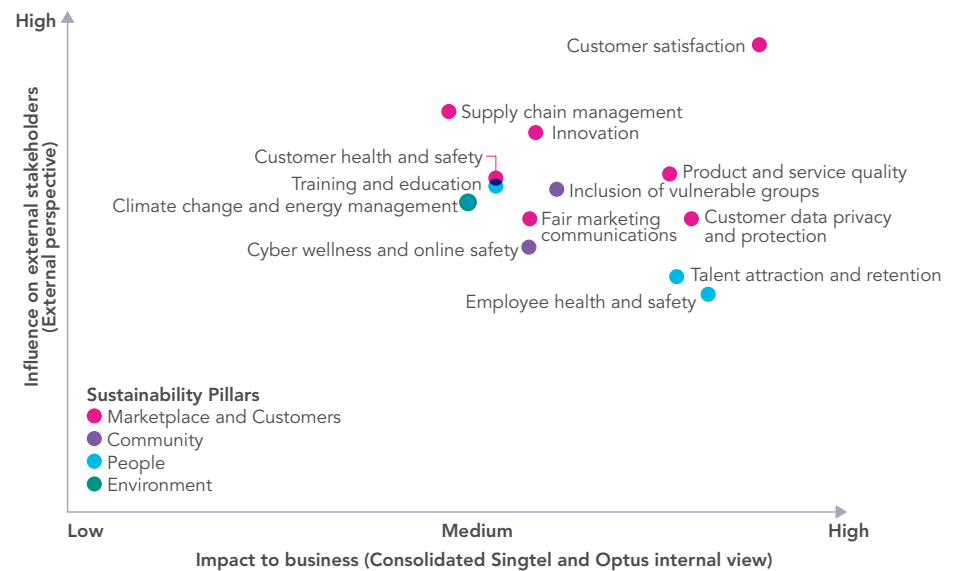 High
Influence on external stakeholders
(External perspective)
Customer satisfaction
Supply chain management
Innovation
Customer health and safety
Training and education
Climate change and energy management
Product and service quality
Inclusion of vulnerable groups
Fair marketing
communications
Customer data privacy
and protection
Cyber wellness and online safety
Talent attraction and retention
Employee health and safety
Sustainability Pillars
Marketplace and Customers
Community
People
Environment
Low
Medium
High
Impact to business (Consolidated Singtel and Optus internal view)